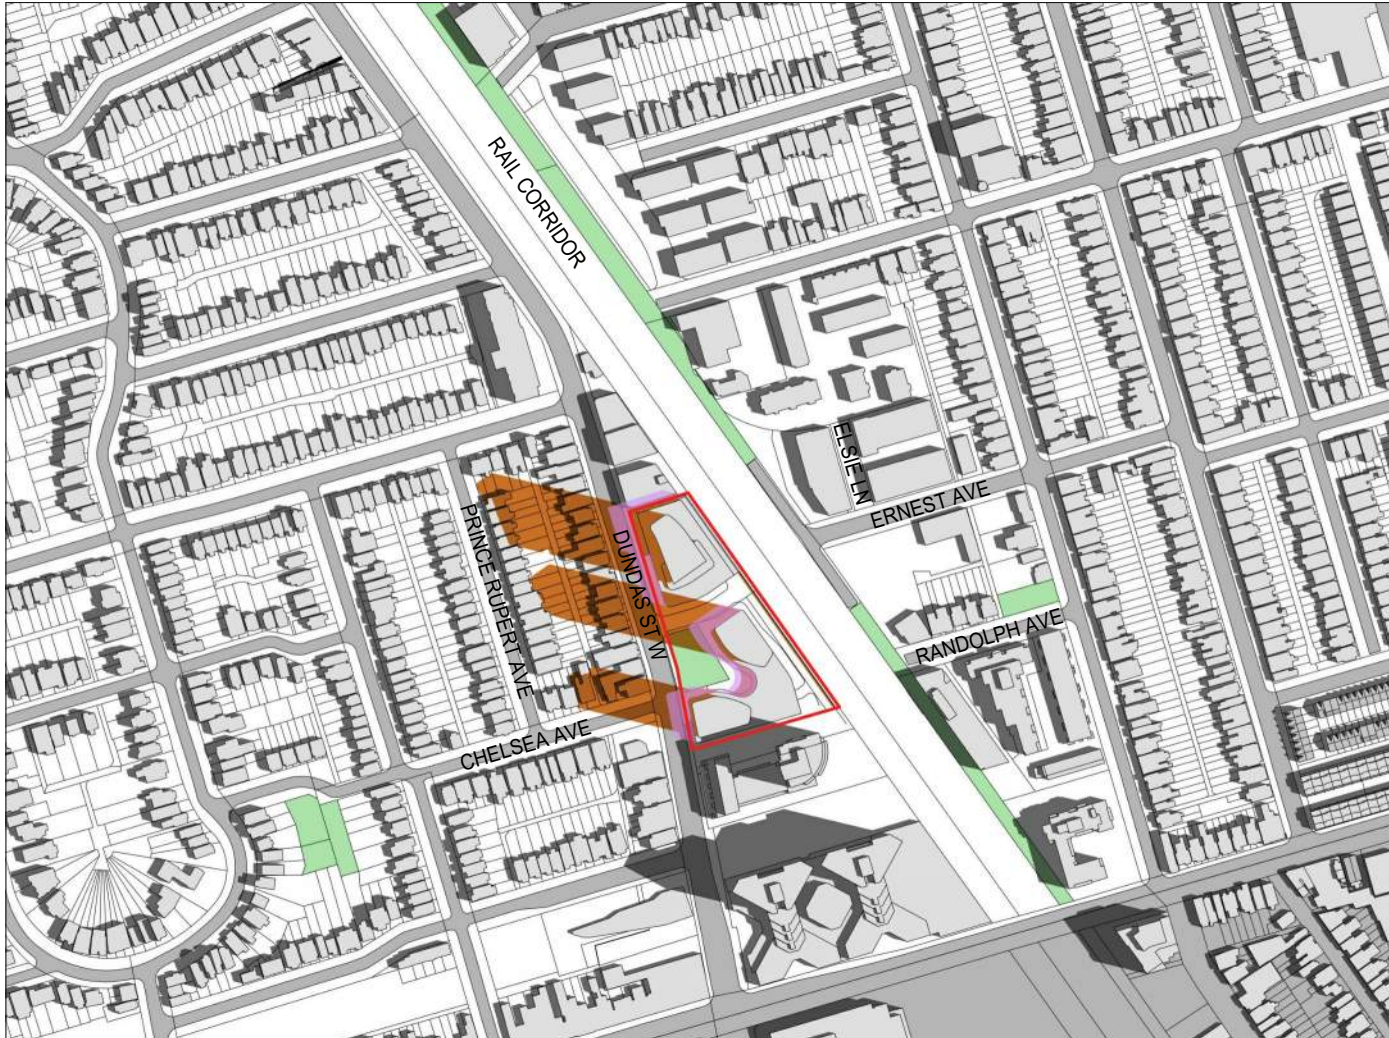 RAIL CORRIDOR
ELSIE LN
ERNEST AVE
PRINCE RUPERT AVE
DUNDAS ST W
RANDOLPH AVE
CHELSEA AVE